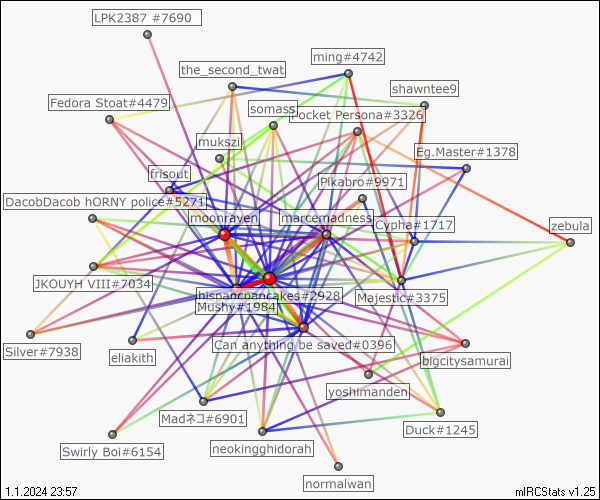 LPK2387 #7690
ming#4742
the_second_twat
shawntee9
Fedora Stoat#4479
somass
Pocket Persona#3326
mukszi
Eg.Master#1378
frisout
Pikabro#9971
DacobDacob hORNY police#5271
moonraven
marcemadness
Cypha#1717
zebula
JKOUYH VIII#7034
hispancpancakes#2928
Majestic#3375
Mushy#1984
Can anything be saved#0396
Silver#7938
eliakith
bigcitysamurai
yoshimanden
Madネコ#6901
Duck#1245
Swirly Boi#6154
neokingghidorah
normalwan
1.1.2024 23:57
mIRCStats v1.25